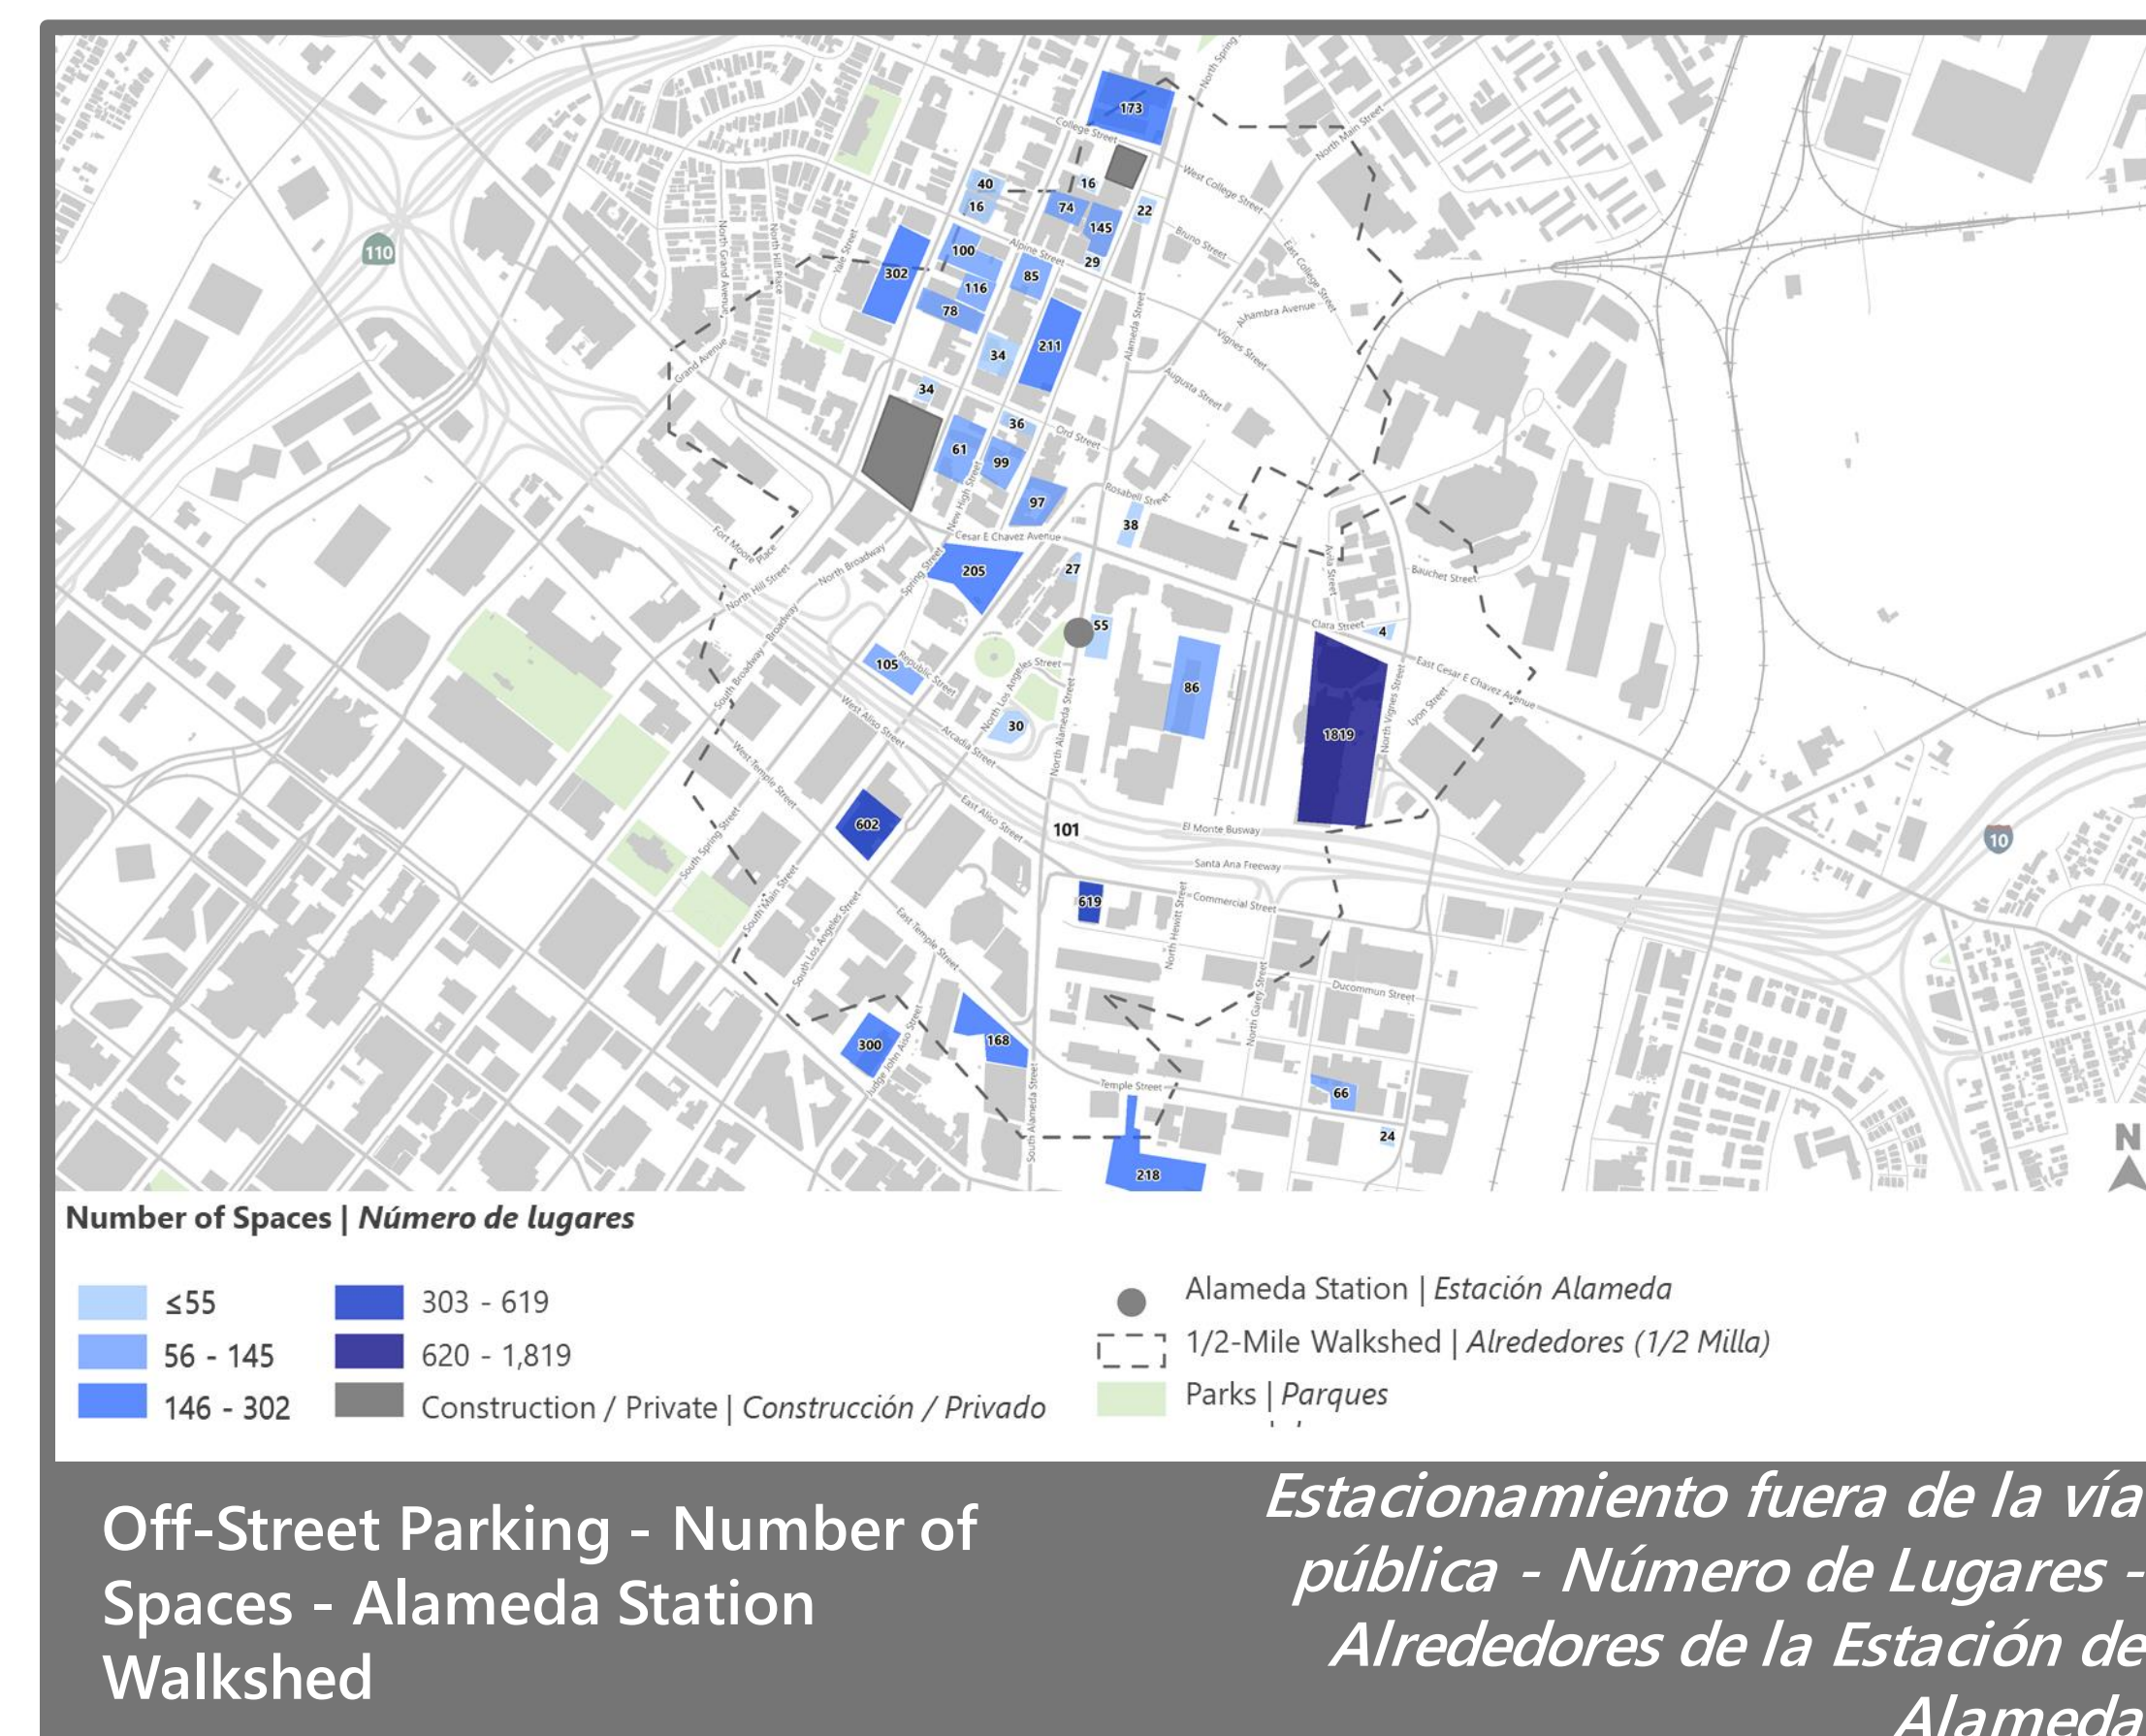 North Spring
173
College Street
North Main Street
West College Street
40
16
16
74
22
145
110
North Grand Avenue
North Hill Place
Yale Street
100
Alpine Street
29
Bruno Street
East College Street
302
85
116
78
Alhambra Avenue
Alameda Street
Vignes Street
211
34
Grand Avenue
Augusta Street
34
36
Ord Street
61
99
New High Street
97
Rosabell Street
38
Fort Moore Place
Cesar E Chavez Avenue
North Broadway
Spring Street
205
27
Avila Street
Bauchet Street
North Hill Street
55
Clara Street
4
South Broadway
Broadway
105
Republic Street
North Los Angeles Street
86
East Cesar E Chavez Avenue
Lyon Street
North Vignes Street
West Aliso Street
30
Arcadia Street
North Alameda Street
1819
West Temple Street
602
East Aliso Street
101
El Monte Busway
10
South Spring Street
Santa Ana Freeway
619
Commercial Street
North Hewitt Street
South Main Street
South Los Angeles Street
East Temple Street
Ducommun Street
North Garey Street
300
Judge John Aiso Street
168
Temple Street
66
South Alameda Street
24
218
N
Number of Spaces | Número de lugares
≤55
56 - 145
146 - 302
303 - 619
620 - 1,819
Construction / Private | Construcción / Privado
Alameda Station | Estación Alameda
1/2-Mile Walkshed | Alrededores (1/2 Milla)
Parks | Parques
Off-Street Parking - Number of
Spaces - Alameda Station
Walkshed
Estacionamiento fuera de la vía
pública - Número de Lugares -
Alrededores de la Estación de
Alameda